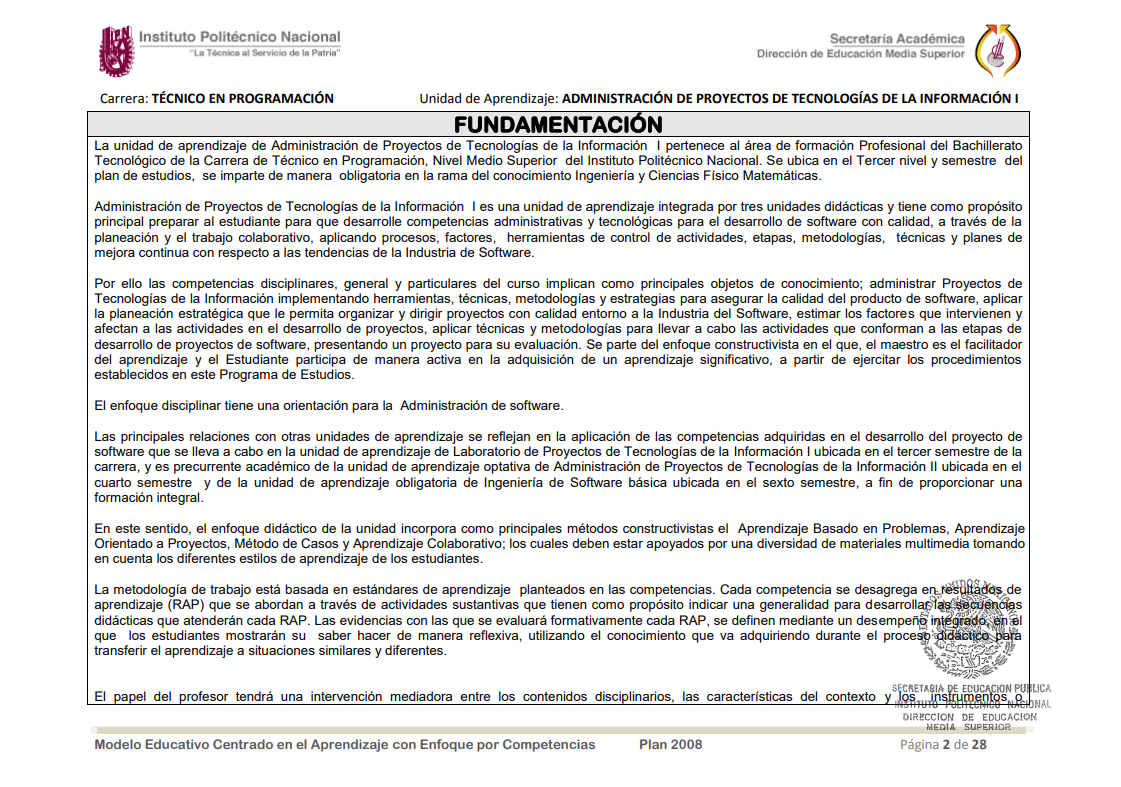 Instituto Politécnico Nacional
"La Técnica al Servicio de la Patria"
Secretaría Académica
Dirección de Educación Media Superior
Carrera: TÉCNICO EN PROGRAMACIÓN Unidad de Aprendizaje: ADMINISTRACIÓN DE PROYECTOS DE TECNOLOGÍAS DE LA INFORMACIÓN I
FUNDAMENTACIÓN
La unidad de aprendizaje de Administración de Proyectos de Tecnologías de la Información I pertenece al área de formación Profesional del Bachillerato
Tecnológico de la Carrera de Técnico en Programación, Nivel Medio Superior del Instituto Politécnico Nacional. Se ubica en el Tercer nivel y semestre del
plan de estudios, se imparte de manera obligatoria en la rama del conocimiento Ingeniería y Ciencias Físico Matemáticas.
Administración de Proyectos de Tecnologías de la Información I es una unidad de aprendizaje integrada por tres unidades didácticas y tiene como propósito
principal preparar al estudiante para que desarrolle competencias administrativas y tecnológicas para el desarrollo de software con calidad, a través de la
planeación y el trabajo colaborativo, aplicando procesos, factores, herramientas de control de actividades, etapas, metodologías, técnicas y planes de
mejora continua con respecto a las tendencias de la Industria de Software.
Por ello las competencias disciplinares, general y particulares del curso implican como principales objetos de conocimiento; administrar Proyectos de
Tecnologías de la Información implementando herramientas, técnicas, metodologías y estrategias para asegurar la calidad del producto de software, aplicar
la planeación estratégica que le permita organizar y dirigir proyectos con calidad entorno a la Industria del Software, estimar los factores que intervienen y
afectan a las actividades en el desarrollo de proyectos, aplicar técnicas y metodologías para llevar a cabo las actividades que conforman a las etapas de
desarrollo de proyectos de software, presentando un proyecto para su evaluación. Se parte del enfoque constructivista en el que, el maestro es el facilitador
del aprendizaje y el Estudiante participa de manera activa en la adquisición de un aprendizaje significativo, a partir de ejercitar los procedimientos
establecidos en este Programa de Estudios.
El enfoque disciplinar tiene una orientación para la Administración de software.
Las principales relaciones con otras unidades de aprendizaje se reflejan en la aplicación de las competencias adquiridas en el desarrollo del proyecto de
software que se lleva a cabo en la unidad de aprendizaje de Laboratorio de Proyectos de Tecnologías de la Información I ubicada en el tercer semestre de la
carrera, y es precurrente académico de la unidad de aprendizaje optativa de Administración de Proyectos de Tecnologías de la Información II ubicada en el
cuarto semestre y de la unidad de aprendizaje obligatoria de Ingeniería de Software básica ubicada en el sexto semestre, a fin de proporcionar una
formación integral.
En este sentido, el enfoque didáctico de la unidad incorpora como principales métodos constructivistas el Aprendizaje Basado en Problemas, Aprendizaje
Orientado a Proyectos, Método de Casos y Aprendizaje Colaborativo; los cuales deben estar apoyados por una diversidad de materiales multimedia tomando
en cuenta los diferentes estilos de aprendizaje de los estudiantes.
La metodología de trabajo está basada en estándares de aprendizaje planteados en las competencias. Cada competencia se desagrega en resultados de
aprendizaje (RAP) que se abordan a través de actividades sustantivas que tienen como propósito indicar una generalidad para desarrollar las secuencias
didácticas que atenderán cada RAP. Las evidencias con las que se evaluará formativamente cada RAP, se definen mediante un desempeño integrado, en el
que los estudiantes mostrarán su saber hacer de manera reflexiva, utilizando el conocimiento que va adquiriendo durante el proceso didáctico para
transferir el aprendizaje a situaciones similares y diferentes.
El papel del profesor tendrá una intervención mediadora entre los contenidos disciplinarios, las características del contexto y los instrumentos o
SECRETARIA DE EDUCACION PUBLICA
INSTITUTO POLITECNICO NACIONAL
DIRECCION DE EDUCACION
MEDIA SUPERIOR
Modelo Educativo Centrado en el Aprendizaje con Enfoque por Competencias Plan 2008 Página 2 de 28